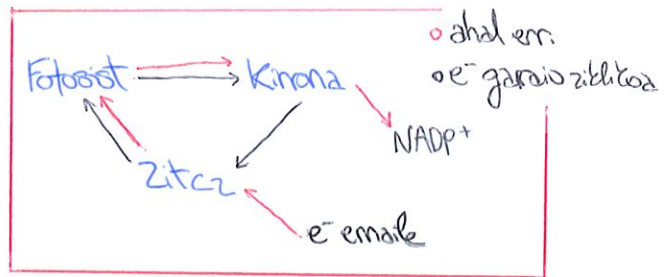 ahal err.
Fotosist Kinona
e⁻ garraio ziklikoa
NADP+
Zitc2
e⁻ emaile